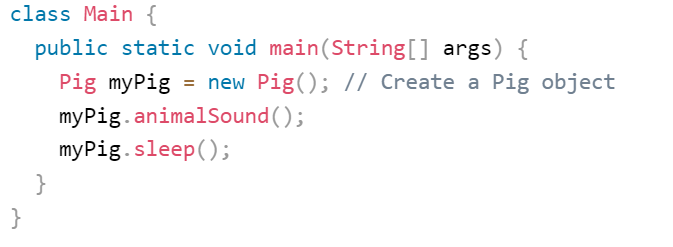 class Main {
  public static void main(String[] args) {
    Pig myPig = new Pig(); // Create a Pig object
    myPig.animalSound();
    myPig.sleep();
  }
}